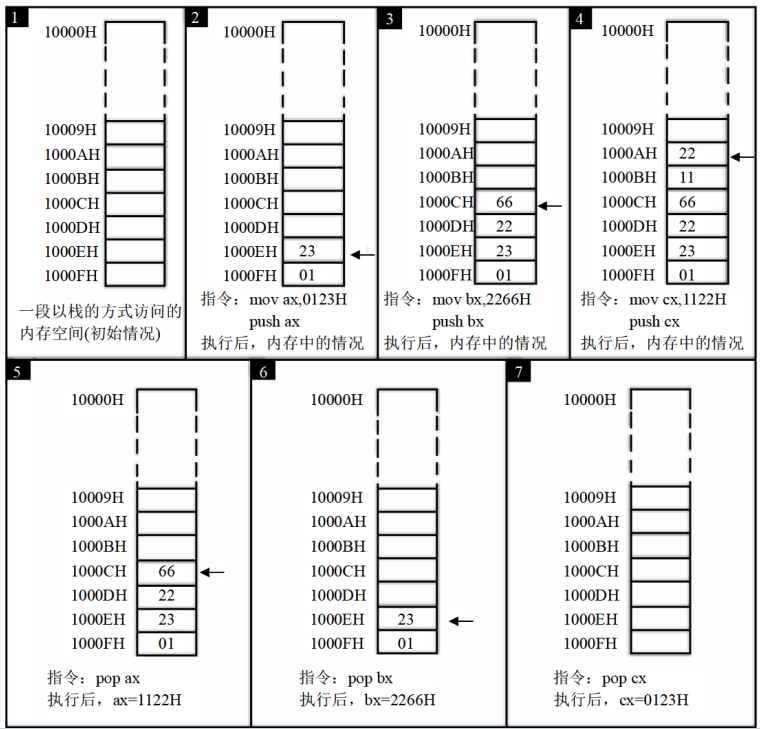 1
10000H
10009H
1000AH
1000BH
1000CH
1000DH
1000EH
1000FH
一段以栈的方式访问的
内存空间(初始情况)
2
10000H
10009H
1000AH
1000BH
1000CH
1000DH
1000EH 23
1000FH 01
指令：mov ax,0123H
push ax
执行后，内存中的情况
3
10000H
10009H
1000AH
1000BH
1000CH 66
1000DH 22
1000EH 23
1000FH 01
指令：mov bx,2266H
push bx
执行后，内存中的情况
4
10000H
10009H
1000AH 22
1000BH 11
1000CH 66
1000DH 22
1000EH 23
1000FH 01
指令：mov cx,1122H
push cx
执行后，内存中的情况
5
10000H
10009H
1000AH
1000BH
1000CH 66
1000DH 22
1000EH 23
1000FH 01
指令：pop ax
执行后，ax=1122H
6
10000H
10009H
1000AH
1000BH
1000CH
1000DH
1000EH 23
1000FH 01
指令：pop bx
执行后，bx=2266H
7
10000H
10009H
1000AH
1000BH
1000CH
1000DH
1000EH
1000FH
指令：pop cx
执行后，cx=0123H